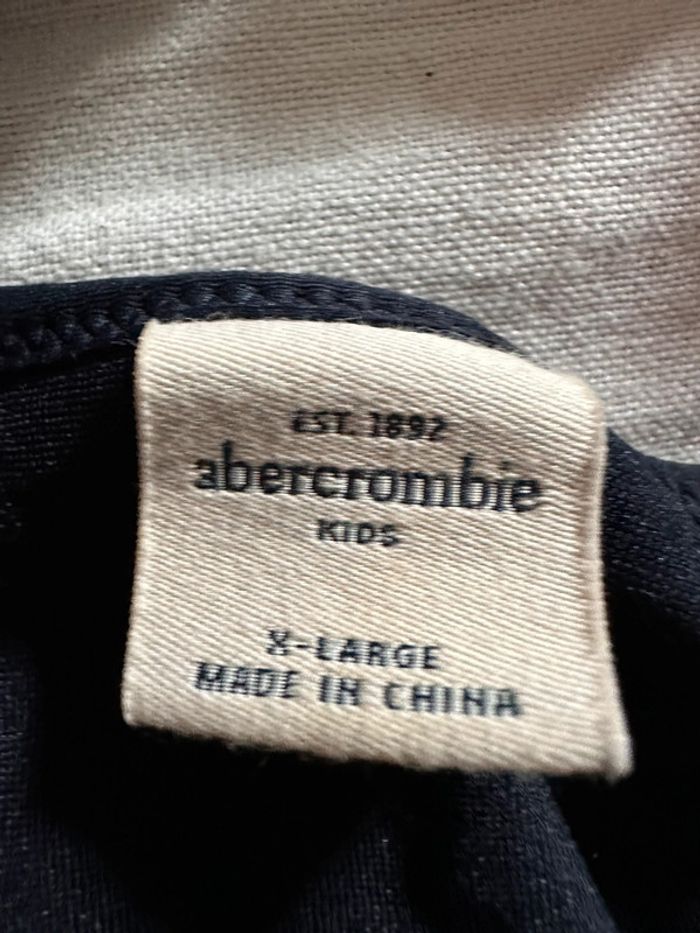 EST. 1892
abercrombie
KIDS
X-LARGE
MADE IN CHINA